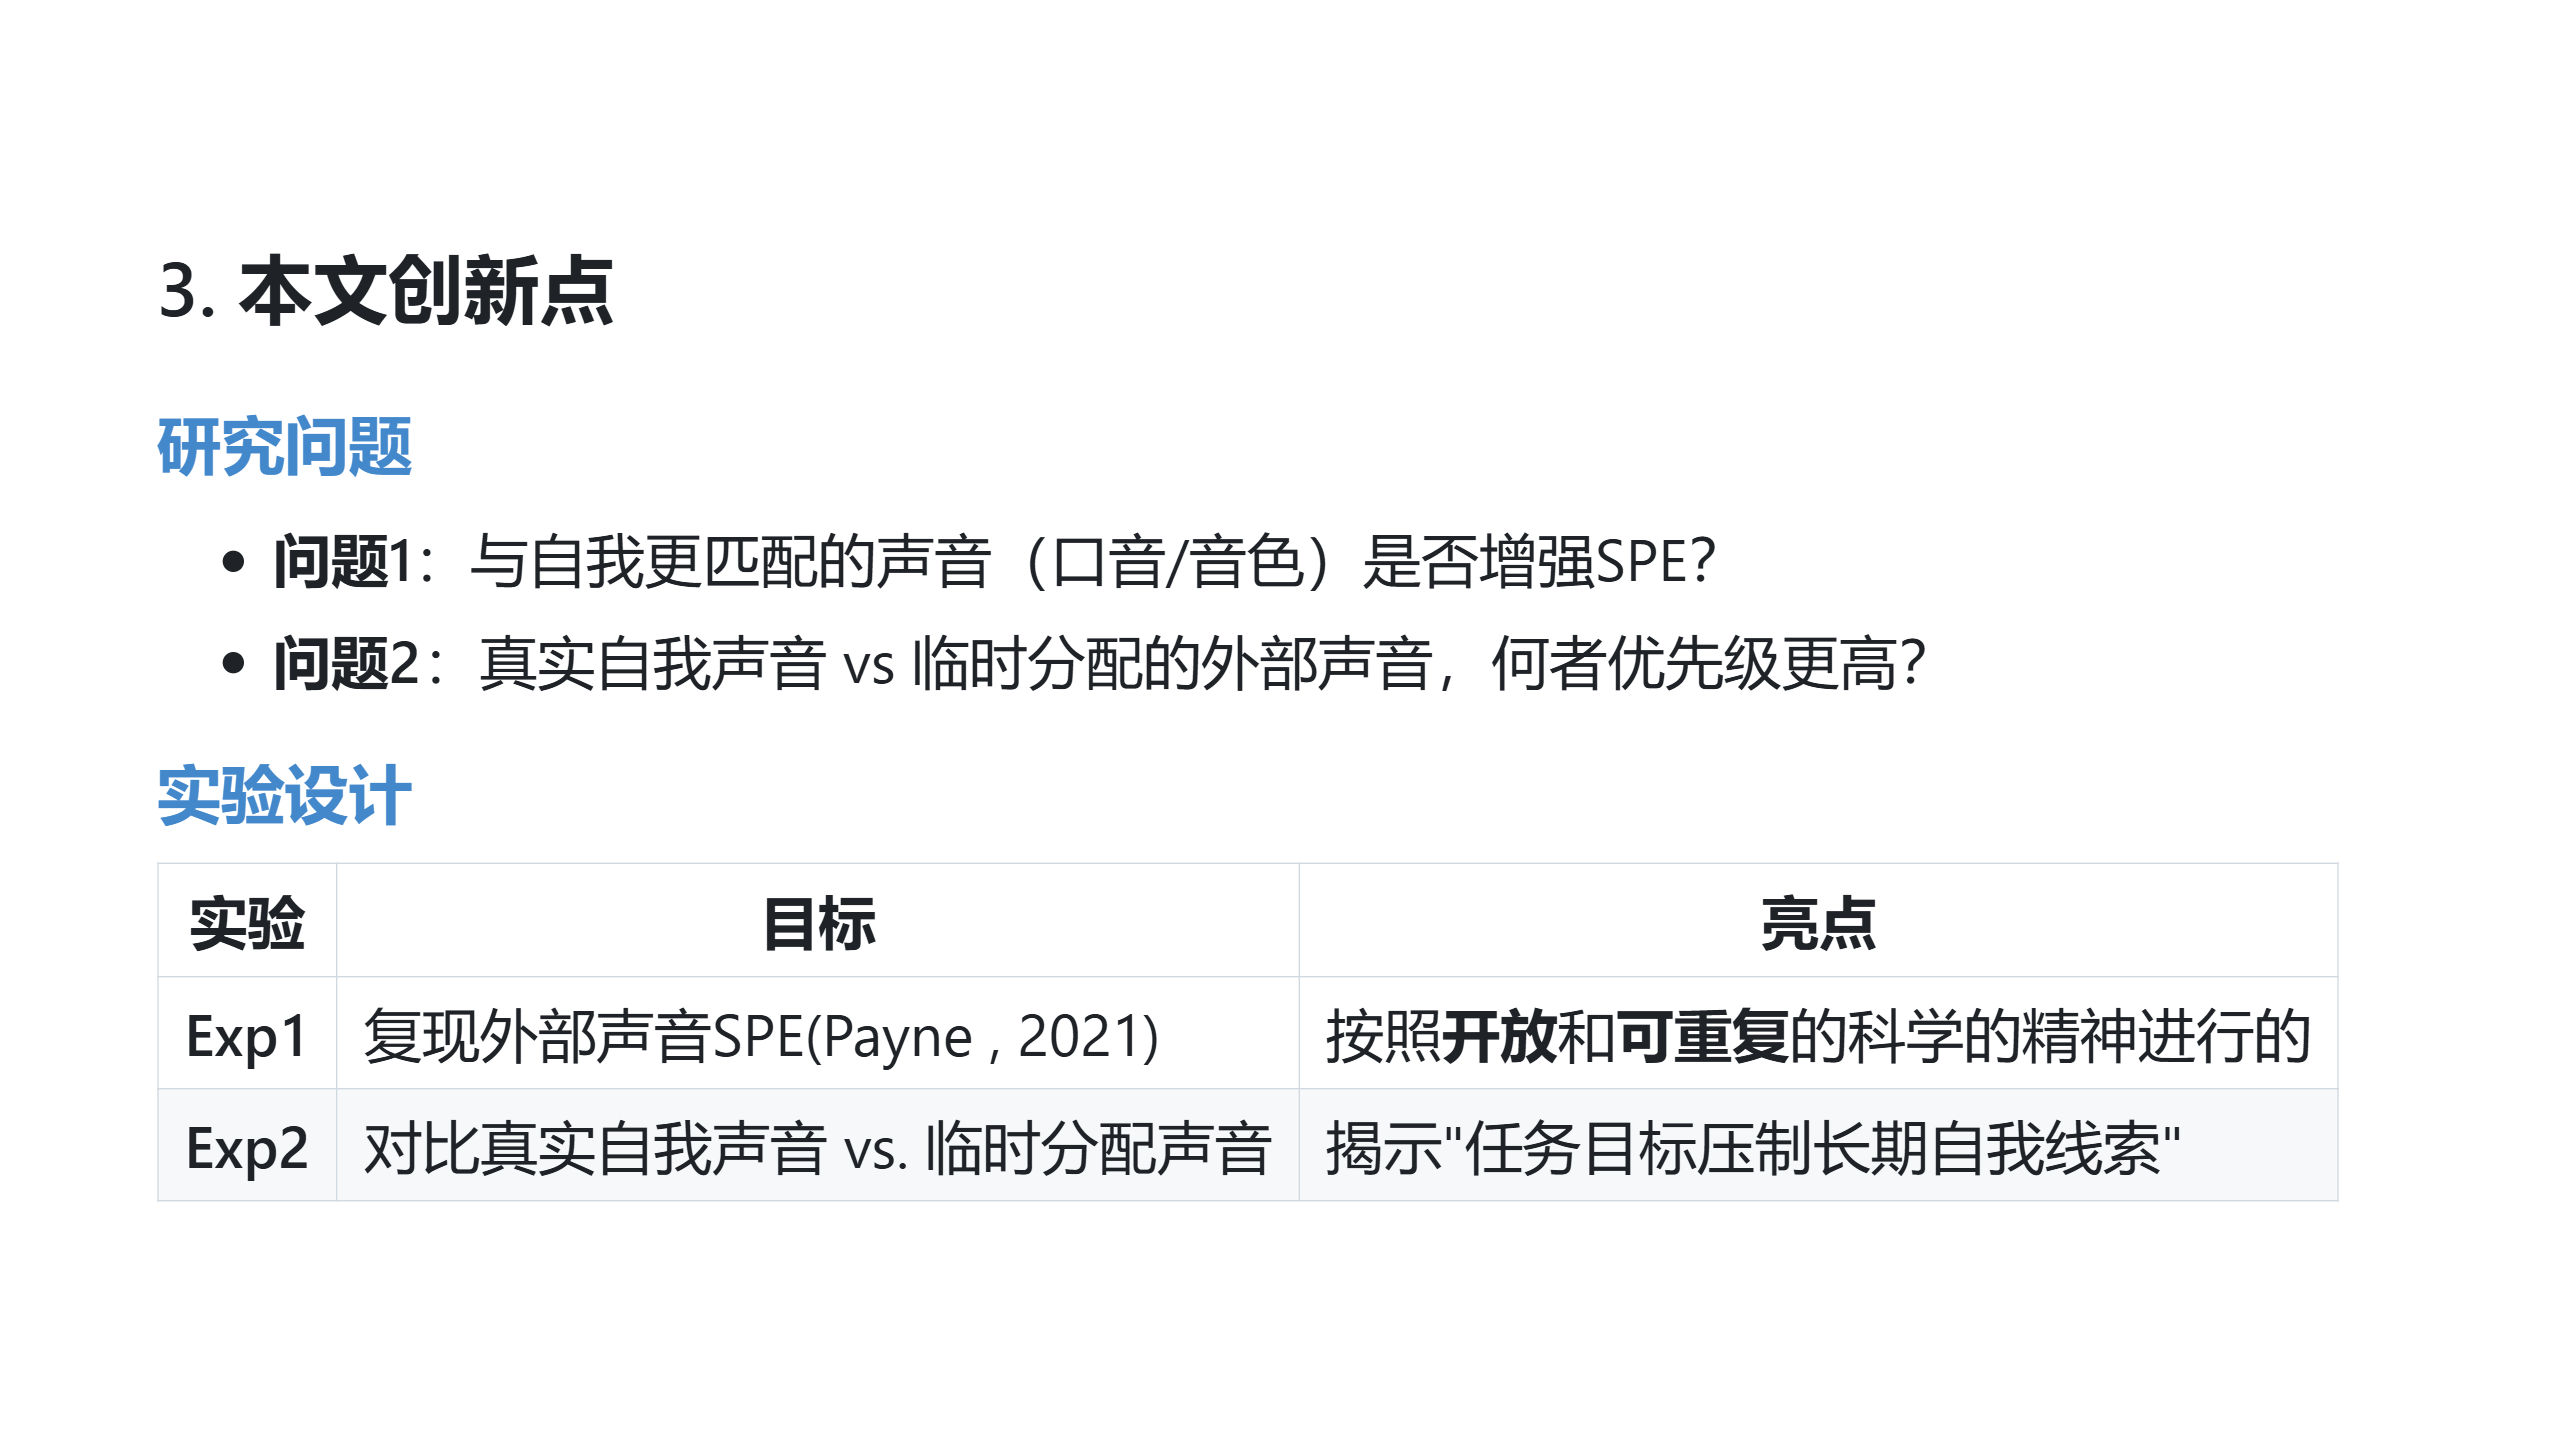 3. 本文创新点
研究问题
• 问题1：与自我更匹配的声音（口音/音色）是否增强SPE？
• 问题2：真实自我声音 vs 临时分配的外部声音，何者优先级更高？
实验设计
实验 目标 亮点
Exp1 复现外部声音SPE(Payne , 2021) 按照开放和可重复的科学的精神进行的
Exp2 对比真实自我声音 vs. 临时分配声音 揭示"任务目标压制长期自我线索"